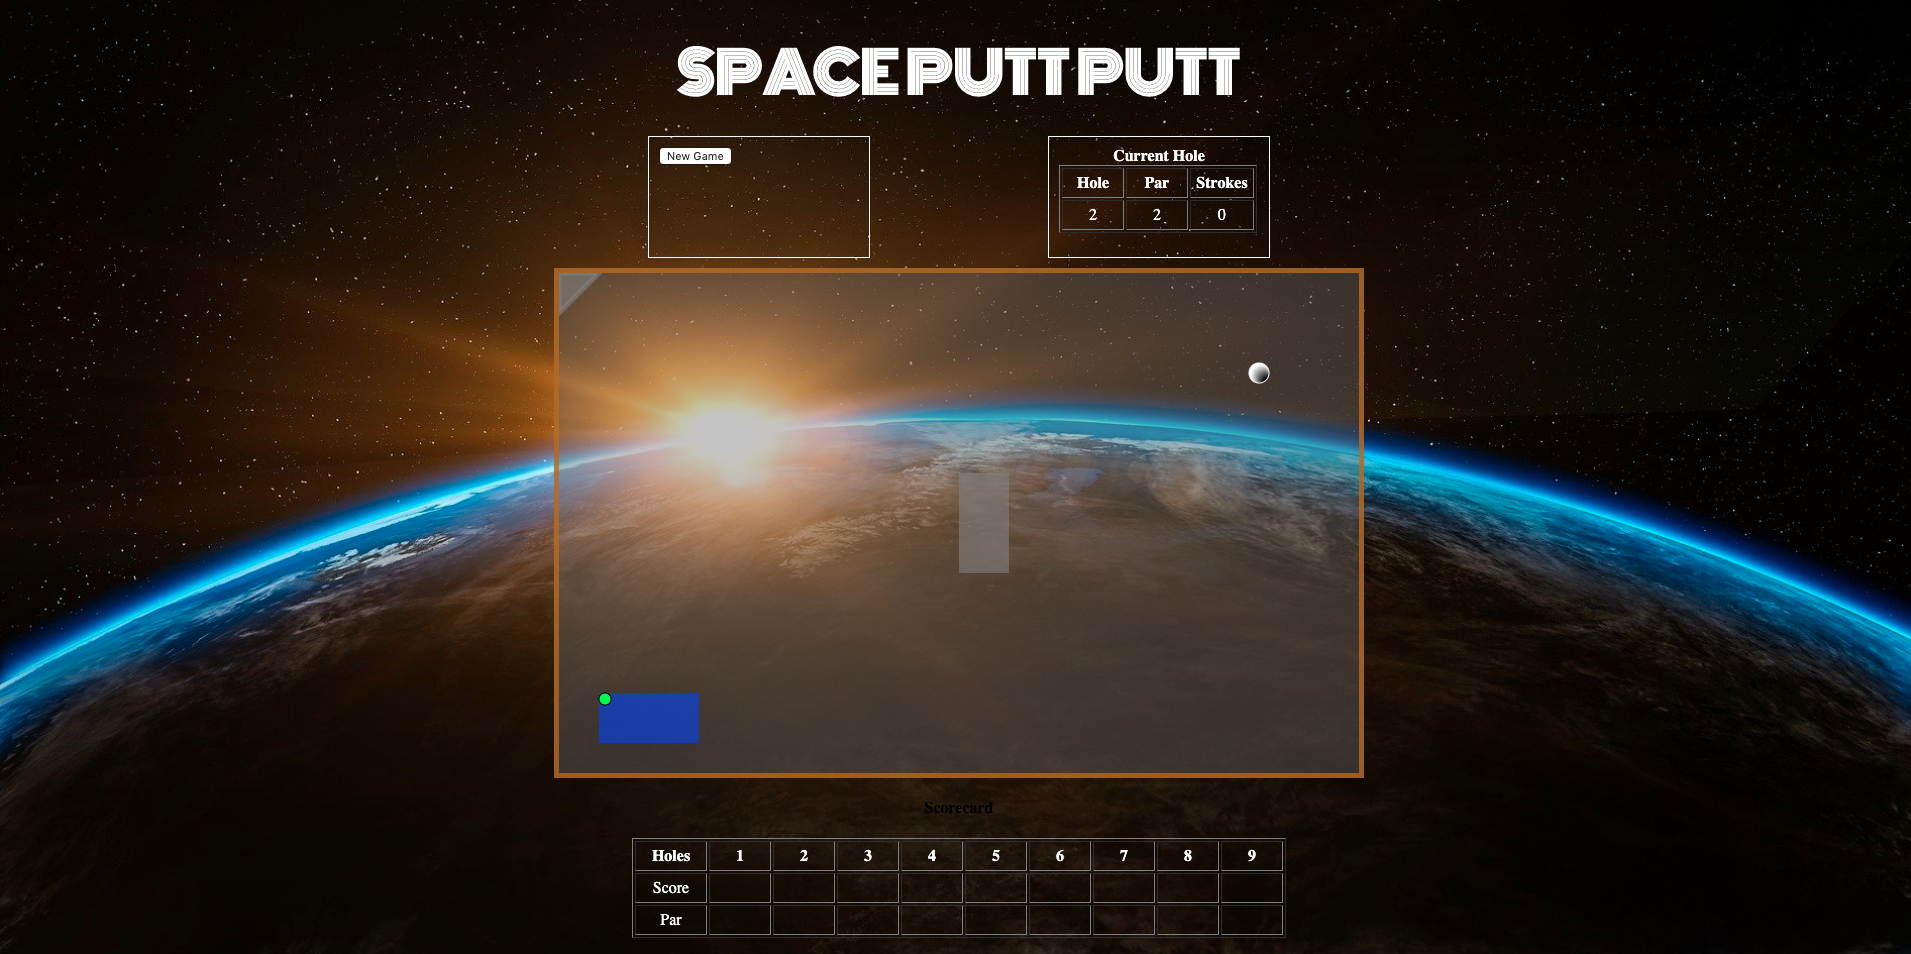 SPACE PUTT PUTT
New Game
Current Hole
Hole Par Strokes
2 2 0
Scorecard
Holes 1 2 3 4 5 6 7 8 9
Score
Par